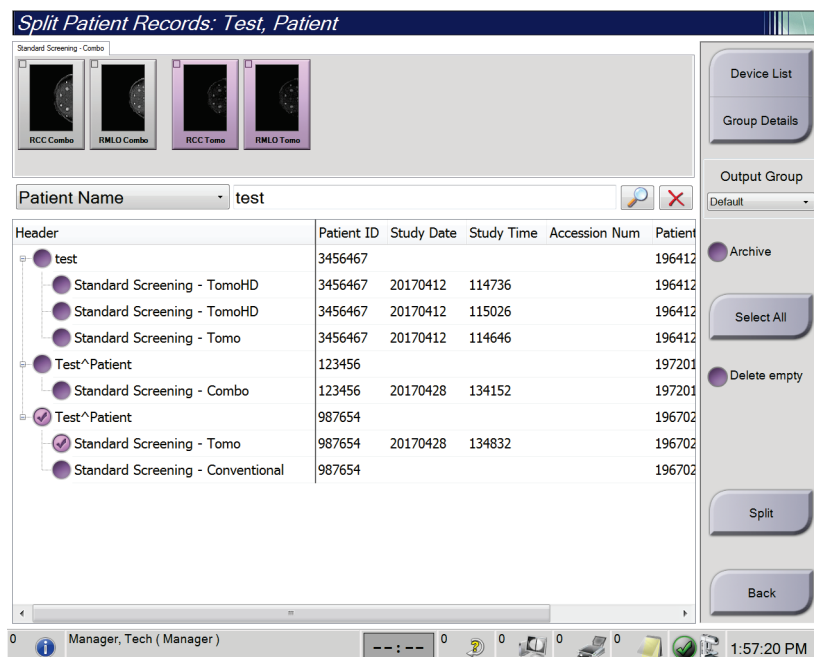 Split Patient Records: Test, Patient
Standard Screening - Combo
RCC Combo RMLO Combo RCC Tomo RMLO Tomo
Device List
Group Details
Output Group
Default
Archive
Select All
Delete empty
Split
Back
Patient Name test
Header Patient ID Study Date Study Time Accession Num Patient
test 3456467 196412
Standard Screening - TomoHD 3456467 20170412 114736 196412
Standard Screening - TomoHD 3456467 20170412 115026 196412
Standard Screening - Tomo 3456467 20170412 114646 196412
Test^Patient 123456 197201
Standard Screening - Combo 123456 20170428 134152 197201
Test^Patient 987654 196702
Standard Screening - Tomo 987654 20170428 134832 196702
Standard Screening - Conventional 987654 196702
0 Manager, Tech ( Manager ) --:-- 0 0 0 0 1:57:20 PM